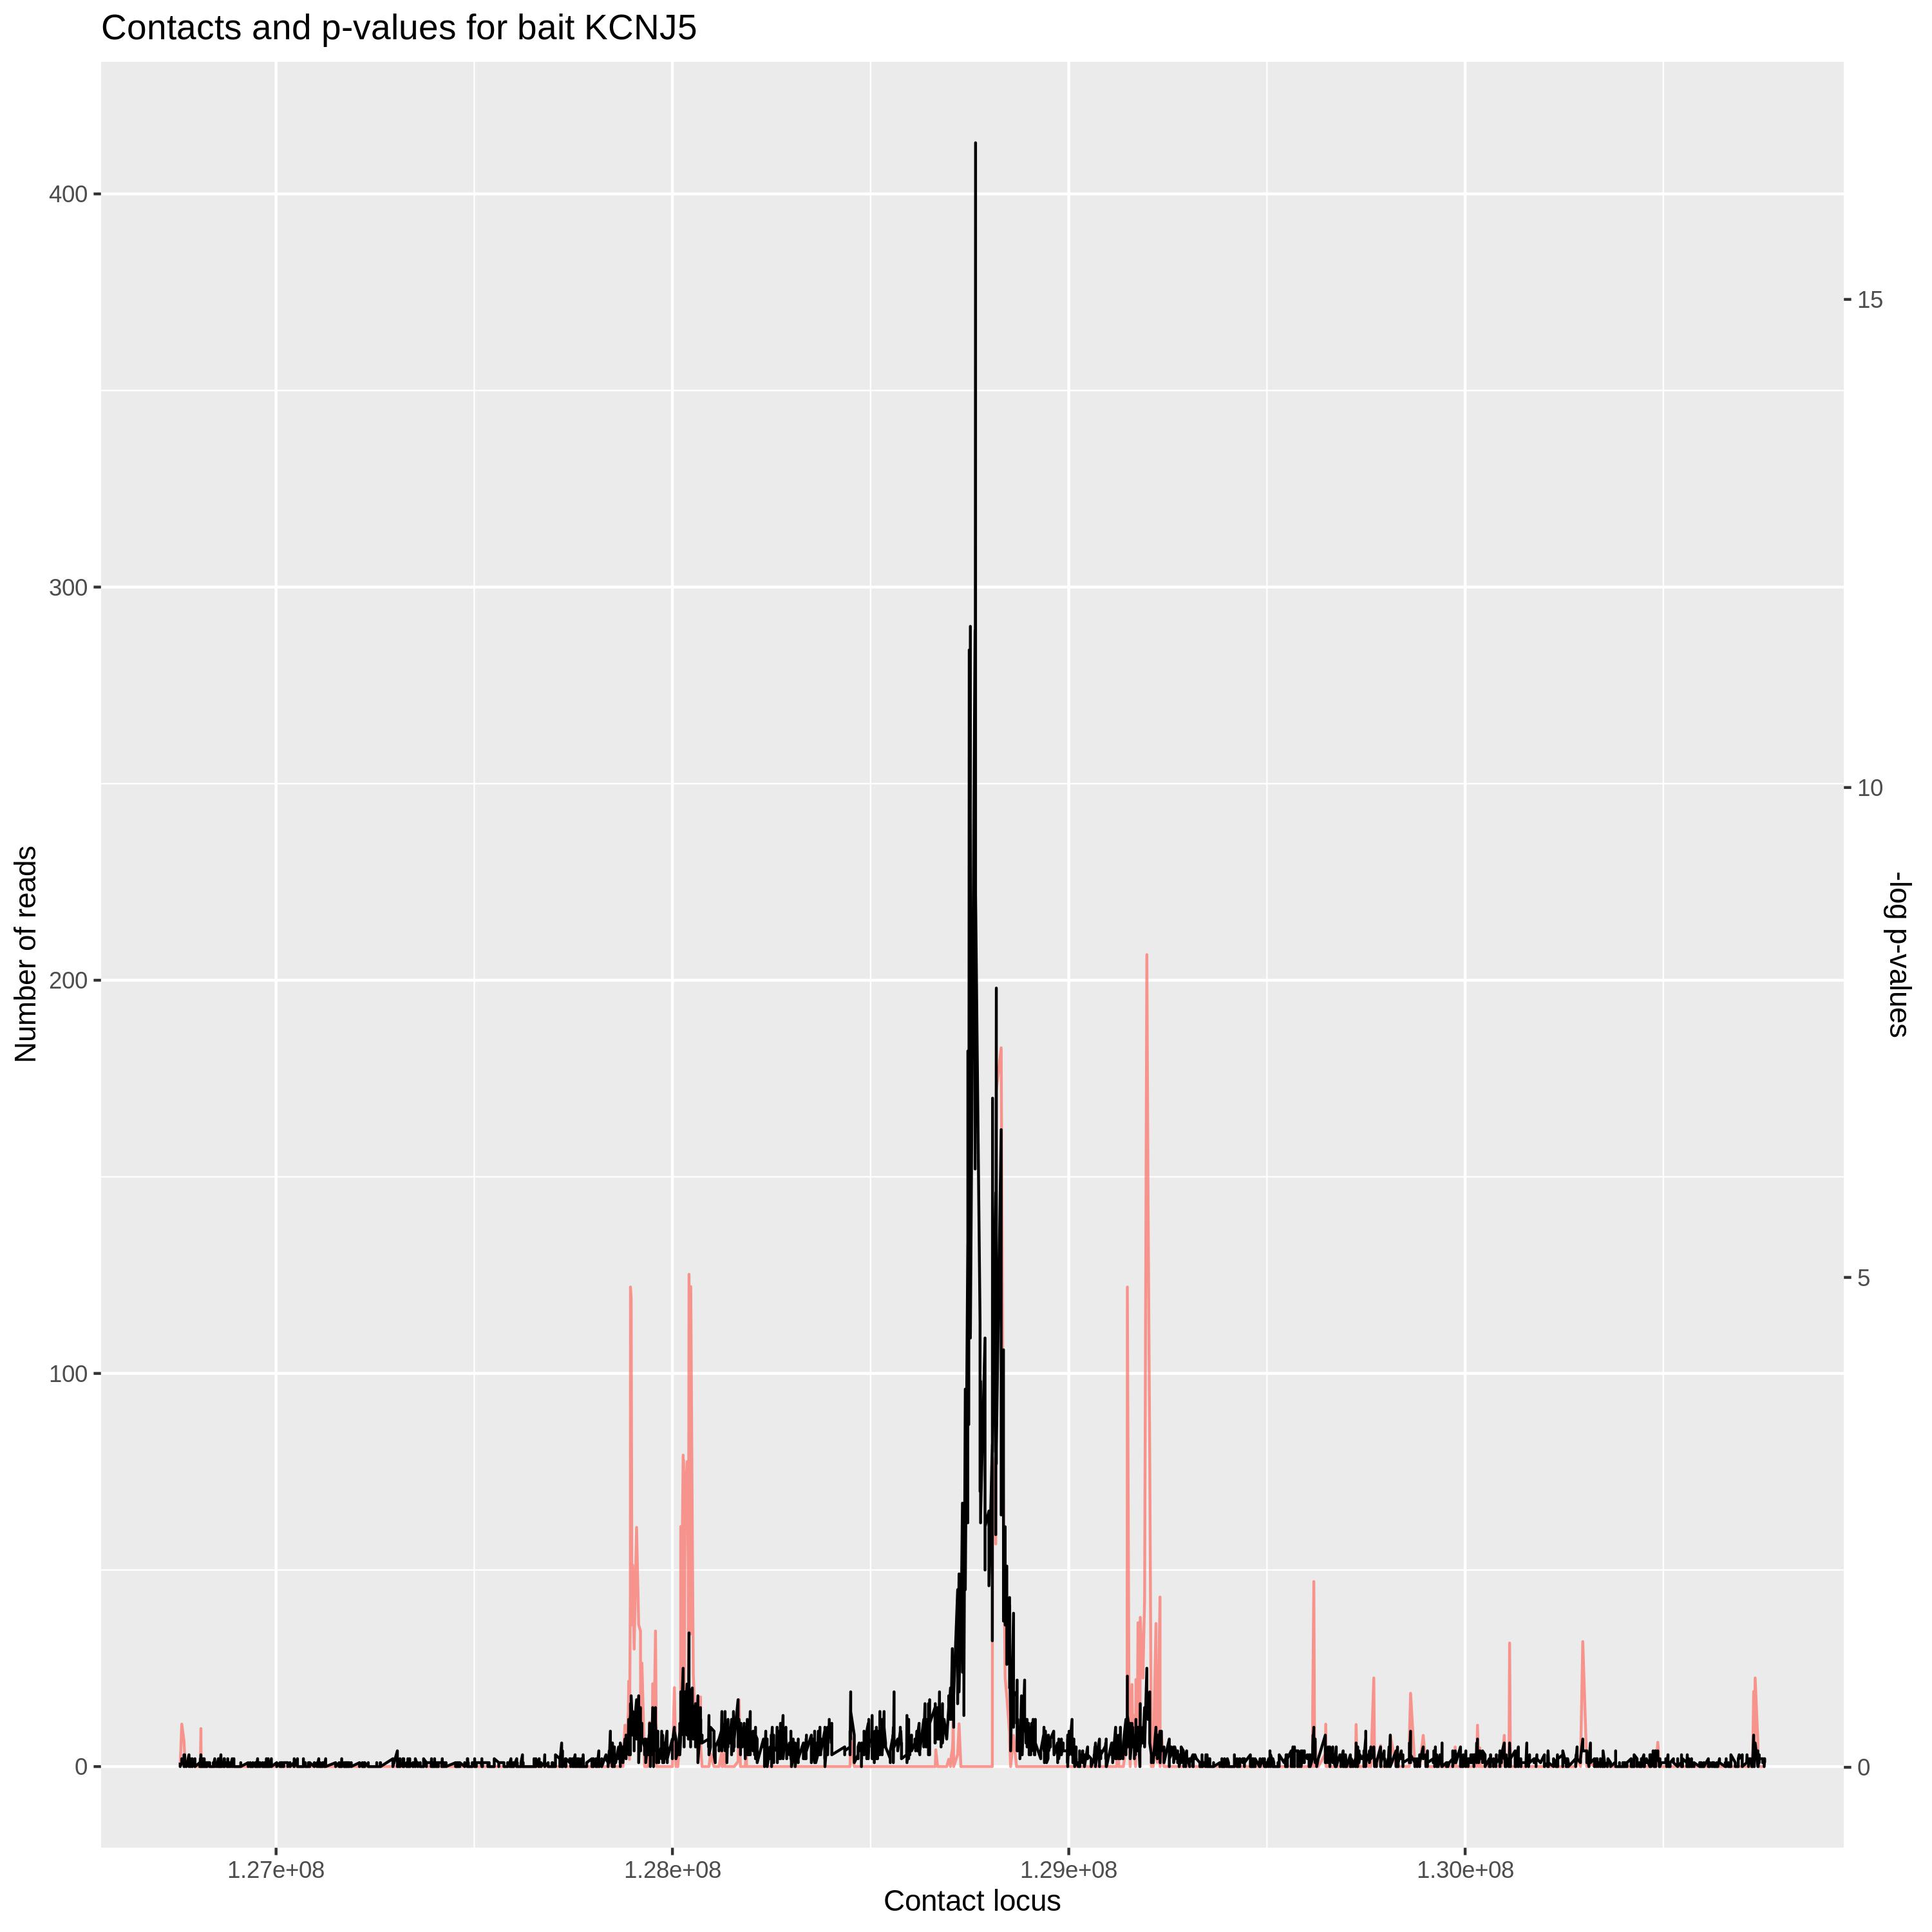 Contacts and p-values for bait KCNJ5
400
300
200
100
0
15
10
5
0
Number of reads
-log p-values
1.27e+08
1.28e+08
1.29e+08
1.30e+08
Contact locus